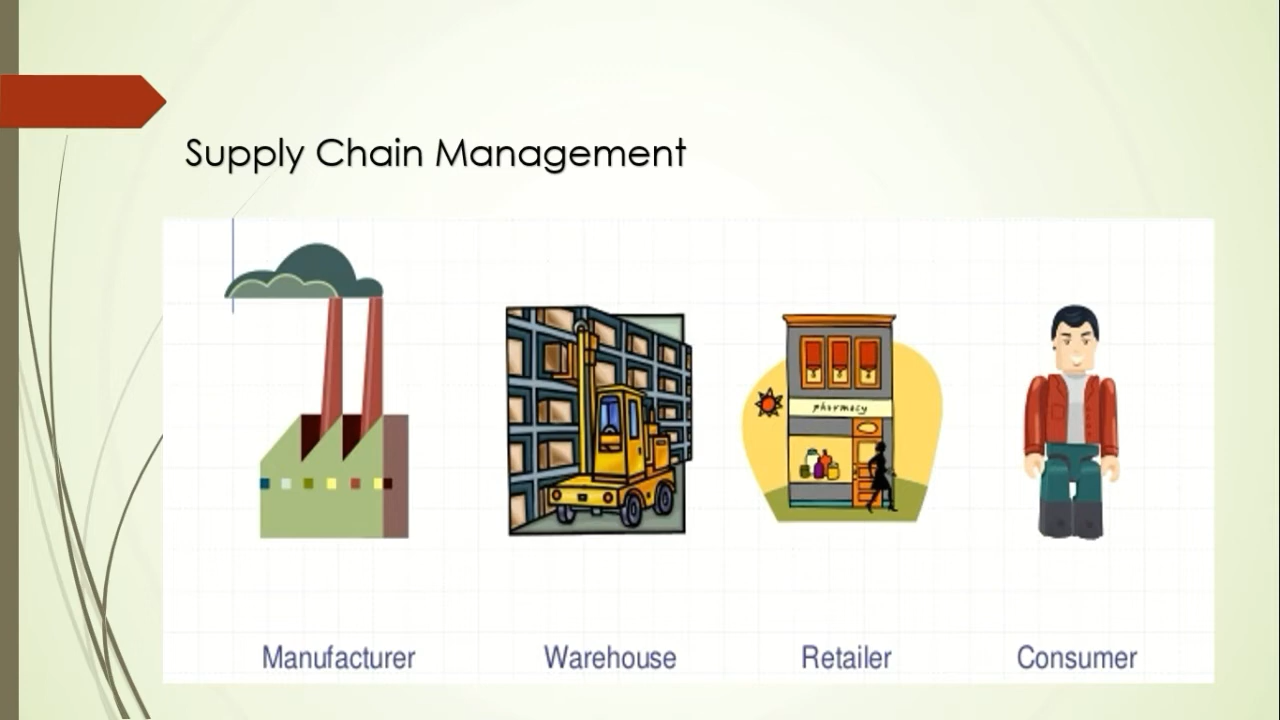 Supply Chain Management
pharmacy
Manufacturer
Warehouse
Retailer
Consumer